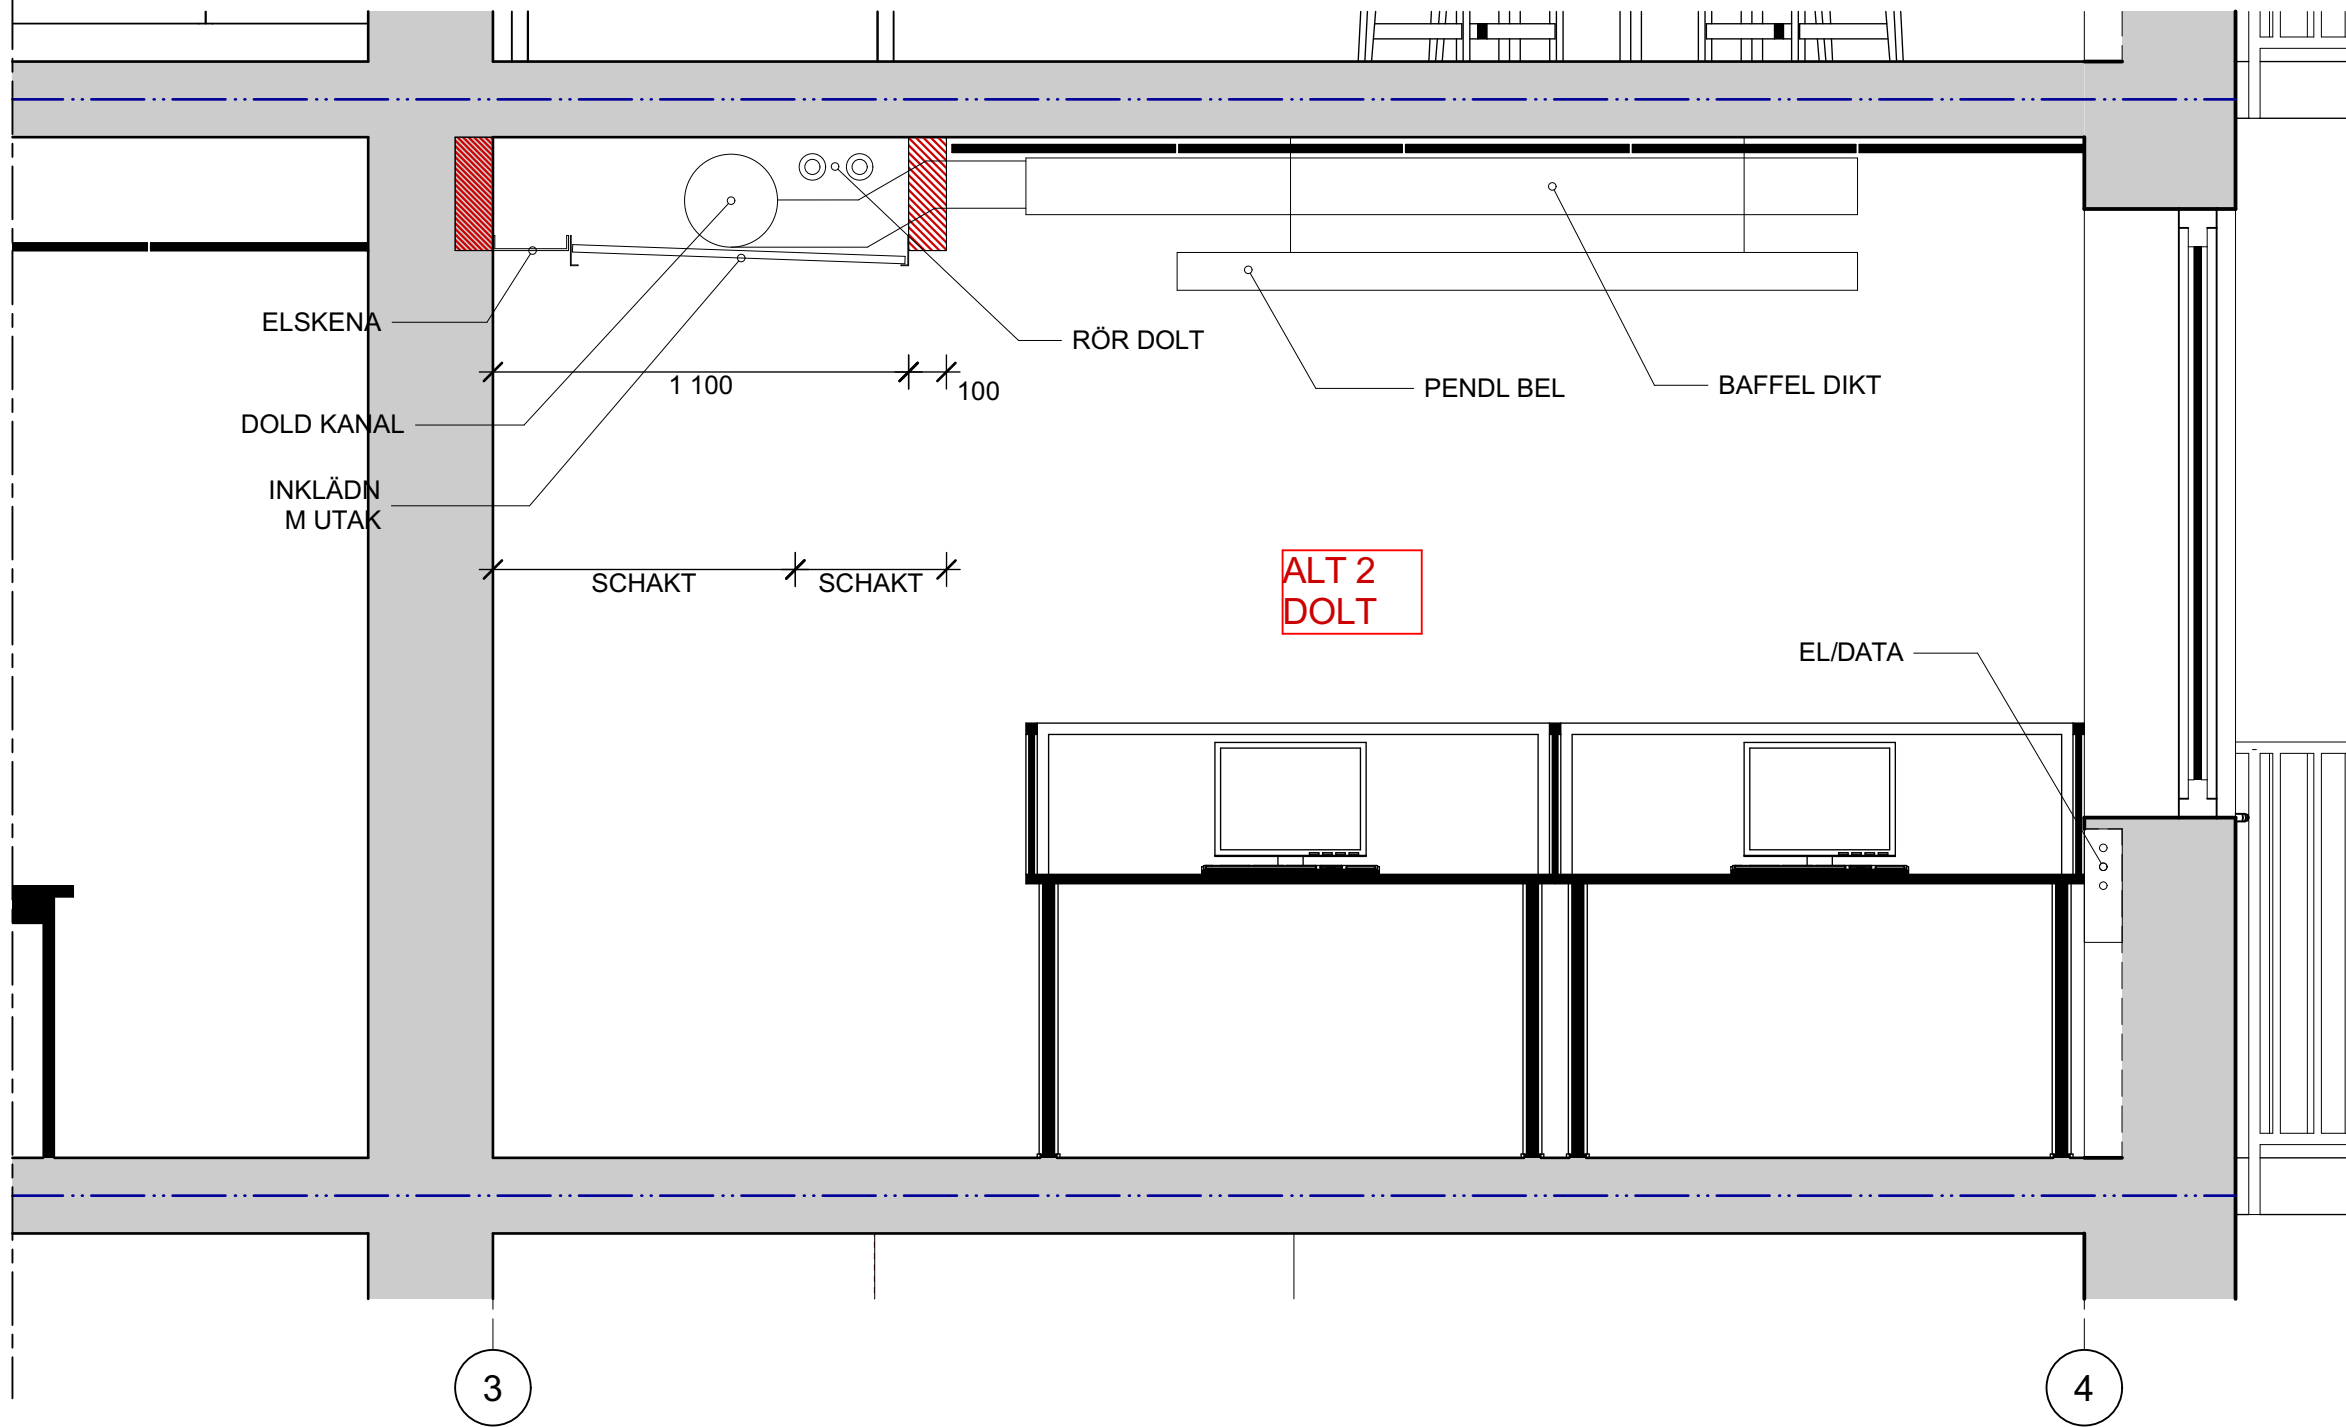 ELSKENA
RÖR DOLT
1 100
100
PENDL BEL
BAFFEL DIKT
DOLD KANAL
INKLÄDN
M UTAK
SCHAKT
SCHAKT
ALT 2
DOLT
EL/DATA
3
4